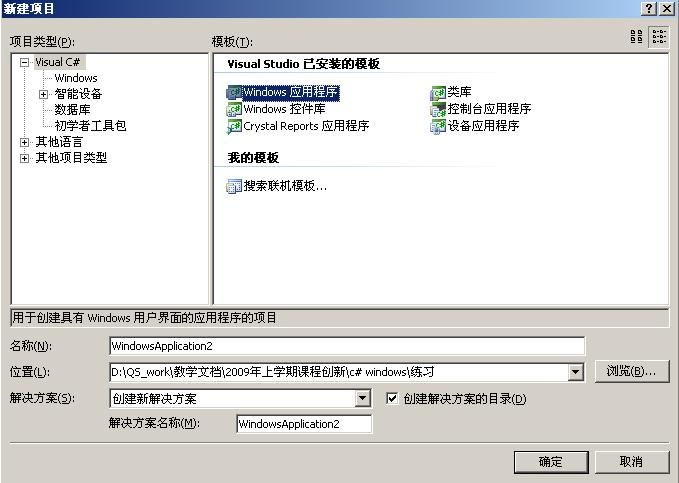 新建项目
项目类型(P):
模板(T):
Visual C#
Windows
智能设备
数据库
初学者工具包
其他语言
其他项目类型
Visual Studio 已安装的模板
Windows 应用程序
类库
Windows 控件库
控制台应用程序
Crystal Reports 应用程序
设备应用程序
我的模板
搜索联机模板...
用于创建具有 Windows 用户界面的应用程序的项目
名称(N):
WindowsApplication2
位置(L):
D:\QS_work\教学文档\2009年上学期课程创新\c# windows\练习
浏览(B)...
解决方案(S):
创建新解决方案
创建解决方案的目录(D)
解决方案名称(M):
WindowsApplication2
确定
取消